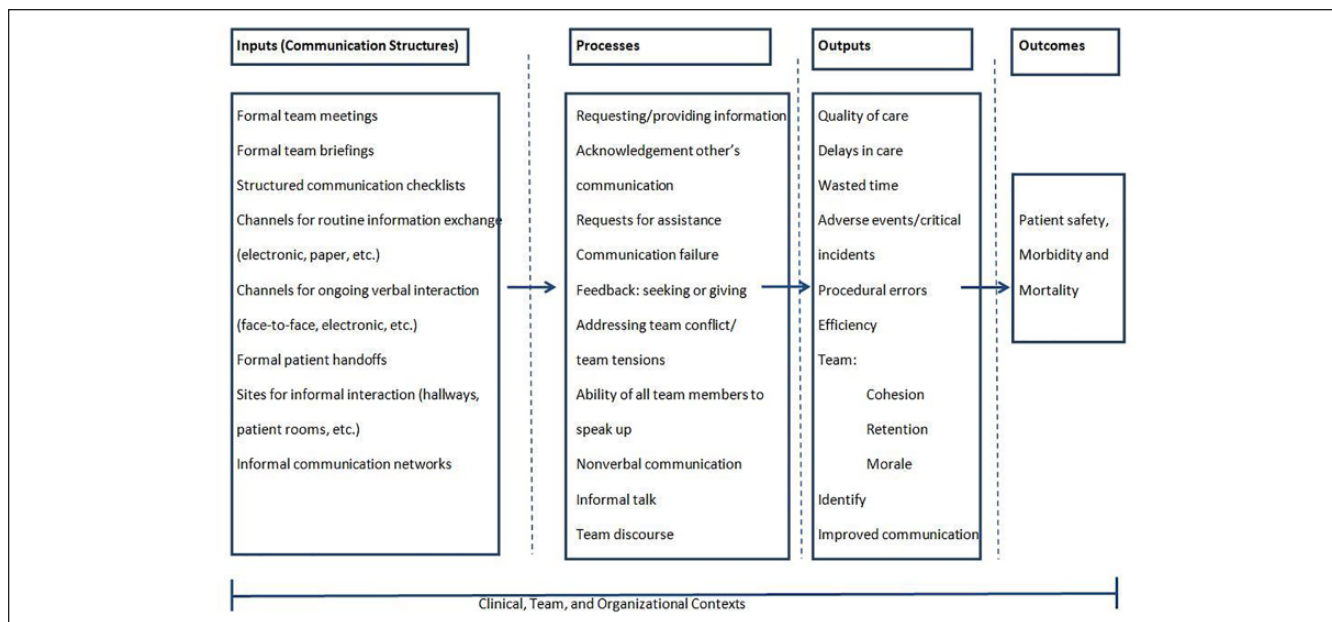 Inputs (Communication Structures)
Processes
Outputs
Outcomes
Formal team meetings
Formal team briefings
Structured communication checklists
Channels for routine information exchange
(electronic, paper, etc.)
Channels for ongoing verbal interaction
(face-to-face, electronic, etc.)
Formal patient handoffs
Sites for informal interaction (hallways,
patient rooms, etc.)
Informal communication networks
Requesting/providing information
Acknowledgement other's
communication
Requests for assistance
Communication failure
Feedback: seeking or giving
Addressing team conflict/
team tensions
Ability of all team members to
speak up
Nonverbal communication
Informal talk
Team discourse
Quality of care
Delays in care
Wasted time
Adverse events/critical
incidents
Procedural errors
Efficiency
Team:
Cohesion
Retention
Morale
Identify
Improved communication
Patient safety,
Morbidity and
Mortality
Clinical, Team, and Organizational Contexts